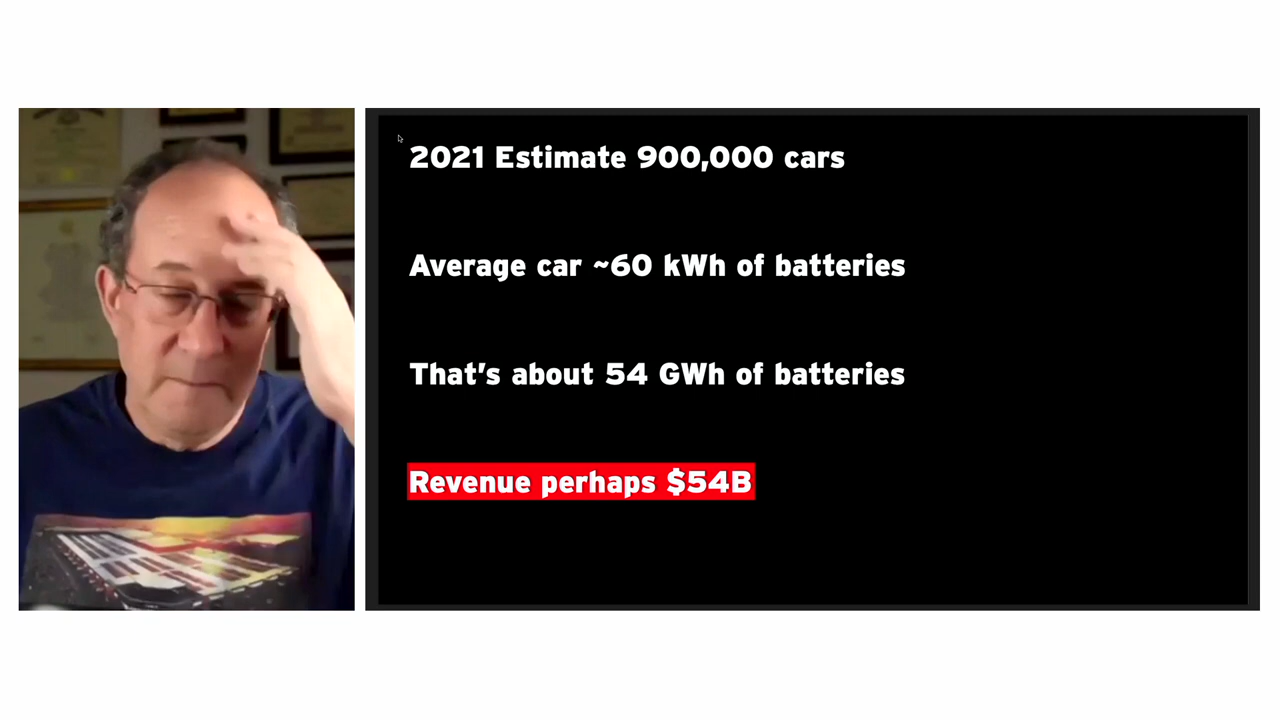 2021 Estimate 900,000 cars
Average car ~60 kWh of batteries
That's about 54 GWh of batteries
Revenue perhaps $54B